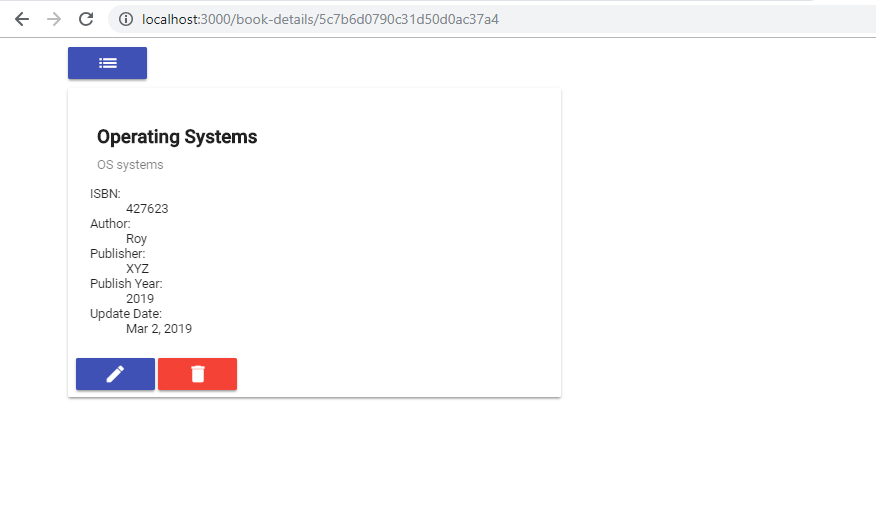 localhost:3000/book-details/5c7b6d0790c31d50d0ac37a4
Operating Systems
OS systems
ISBN:
427623
Author:
Roy
Publisher:
XYZ
Publish Year:
2019
Update Date:
Mar 2, 2019